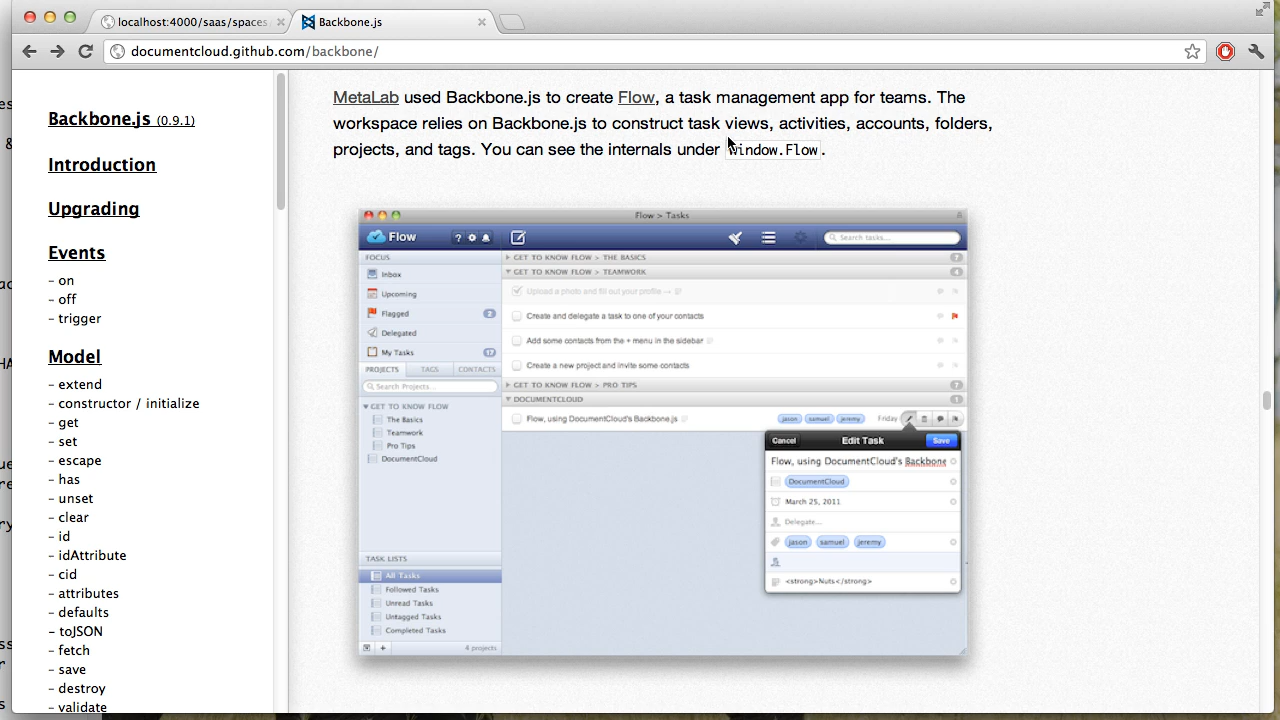 localhost:4000/saas/spaces
Backbone.js
documentcloud.github.com/backbone/
Backbone.js (0.9.1)
Introduction
Upgrading
Events
- on
- off
- trigger
Model
- extend
- constructor / initialize
- get
- set
- escape
- has
- unset
- clear
- id
- idAttribute
- cid
- attributes
- defaults
- toJSON
- fetch
- save
- destroy
- validate
MetaLab used Backbone.js to create Flow, a task management app for teams. The
workspace relies on Backbone.js to construct task views, activities, accounts, folders,
projects, and tags. You can see the internals under window.Flow.
Flow > Tasks
Flow
Search tasks...
FOCUS
Inbox
Upcoming
Flagged 2
Delegated
My Tasks 17
PROJECTS TAGS CONTACTS
Search Projects...
GET TO KNOW FLOW
The Basics
Teamwork
Pro Tips
DocumentCloud
TASK LISTS
All Tasks
Followed Tasks
Unread Tasks
Untagged Tasks
Completed Tasks
4 projects
GET TO KNOW FLOW > THE BASICS 7
GET TO KNOW FLOW > TEAMWORK 4
Upload a photo and fill out your profile →
Create and delegate a task to one of your contacts
Add some contacts from the + menu in the sidebar
Create a new project and invite some contacts
GET TO KNOW FLOW > PRO TIPS 7
DOCUMENTCLOUD 1
Flow, using DocumentCloud's Backbone.js jason samuel jeremy Friday
Cancel Edit Task Save
Flow, using DocumentCloud's Backbone
DocumentCloud
March 25, 2011
Delegate...
jason samuel jeremy
<strong>Nuts</strong>